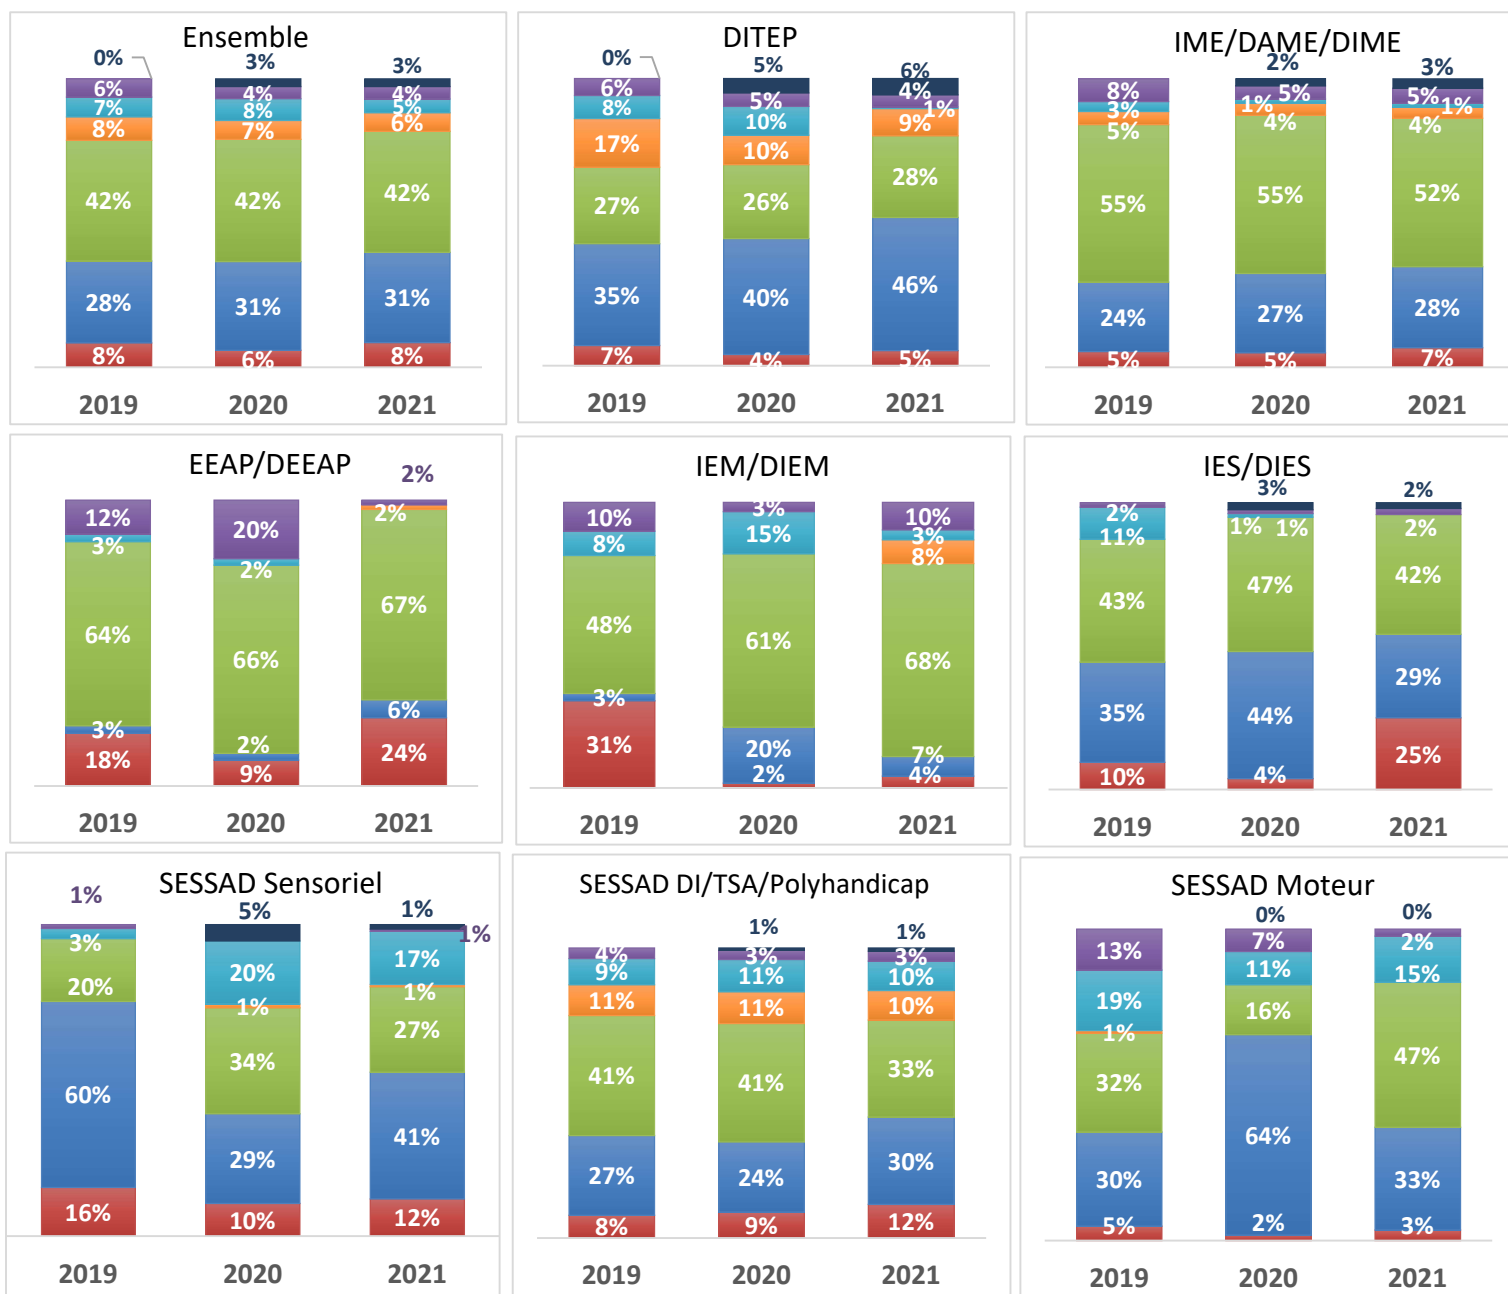 Ensemble
0% 3% 3%
6% 4% 4%
7% 8% 5%
8% 7% 6%
42% 42% 42%
28% 31% 31%
8% 6% 8%
2019 2020 2021
DITEP
0% 5% 6%
6% 5% 4%
8% 10% 1%
17% 10% 9%
27% 26% 28%
35% 40% 46%
7% 4% 5%
2019 2020 2021
IME/DAME/DIME
2% 3%
8% 5% 5%
3% 1% 1%
5% 4% 4%
55% 55% 52%
24% 27% 28%
5% 5% 7%
2019 2020 2021
EEAP/DEEAP
2%
12% 20% 2%
3% 2%
64% 66% 67%
3% 2% 6%
18% 9% 24%
2019 2020 2021
IEM/DIEM
10% 3% 10%
8% 15% 3%
8%
48% 61% 68%
3% 20% 7%
31% 2% 4%
2019 2020 2021
IES/DIES
3% 2%
2% 1% 1% 2%
11%
43% 47% 42%
35% 44% 29%
10% 4% 25%
2019 2020 2021
SESSAD Sensoriel
1% 5% 1%
1%
3% 20% 17%
1% 1%
20% 34% 27%
60% 29% 41%
16% 10% 12%
2019 2020 2021
SESSAD DI/TSA/Polyhandicap
1% 1%
4% 3% 3%
9% 11% 10%
11% 11% 10%
41% 41% 33%
27% 24% 30%
8% 9% 12%
2019 2020 2021
SESSAD Moteur
0% 0%
13% 7% 2%
19% 11% 15%
1%
32% 16% 47%
30% 64% 33%
5% 2% 3%
2019 2020 2021